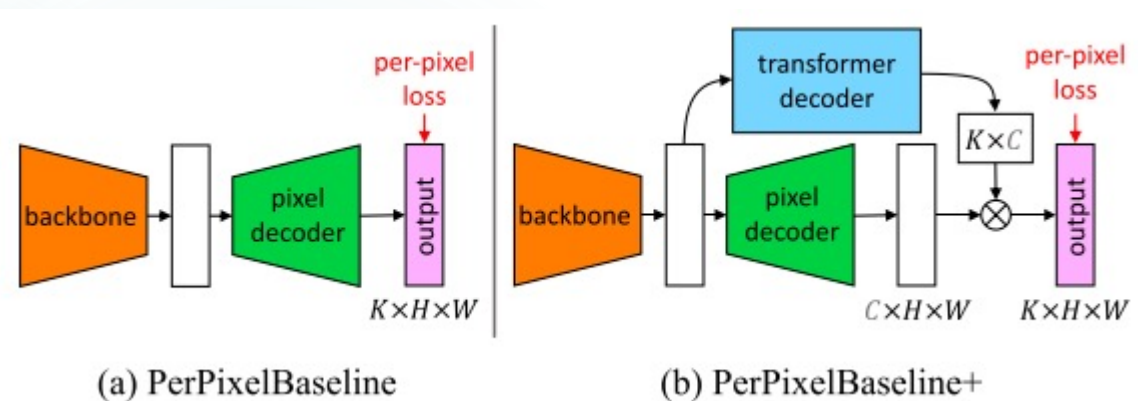 per-pixel
loss
backbone
pixel
decoder
output
K×H×W
(a) PerPixelBaseline
transformer
decoder
per-pixel
loss
K×C
backbone
pixel
decoder
output
C×H×W
K×H×W
(b) PerPixelBaseline+